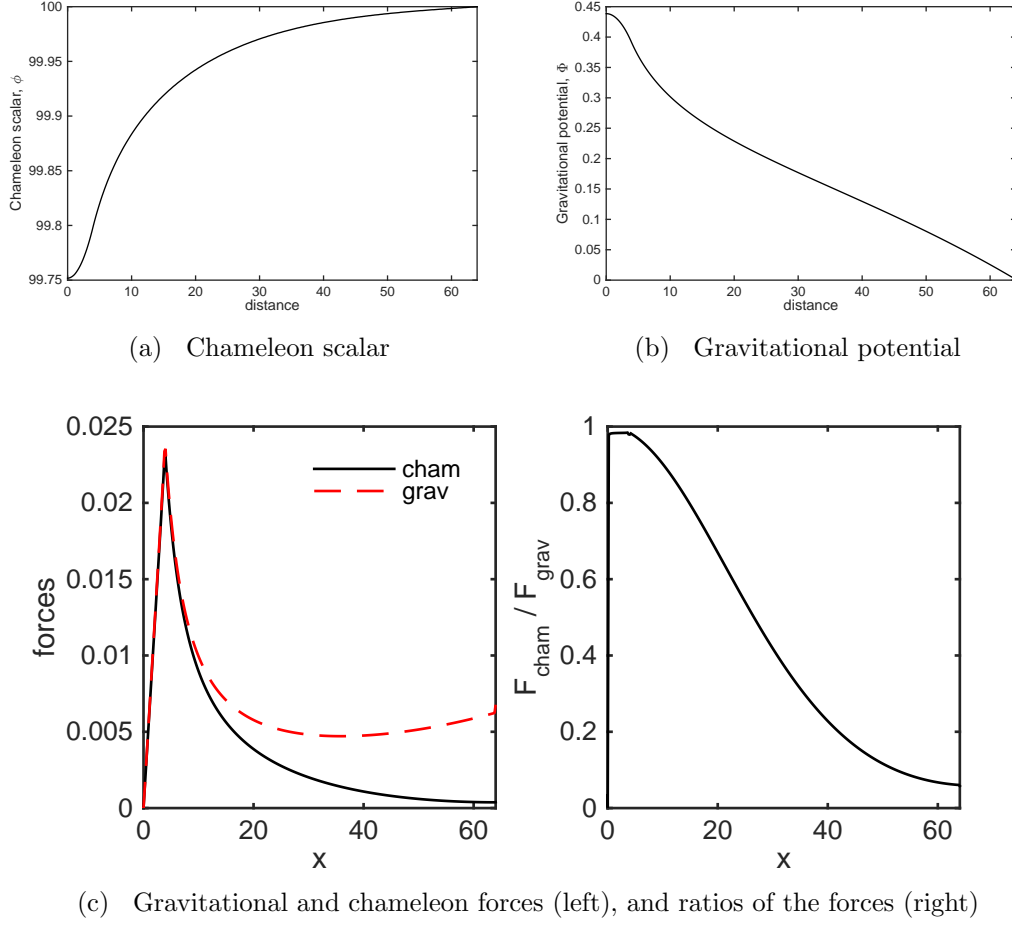 100
99.95
99.9
99.85
99.8
99.75
Chameleon scalar, ϕ
0 10 20 30 40 50 60
distance
(a) Chameleon scalar
0.45
0.4
0.35
0.3
0.25
0.2
0.15
0.1
0.05
0
Gravitational potential, Φ
0 10 20 30 40 50 60
distance
(b) Gravitational potential
0.025
0.02
0.015
0.01
0.005
0
forces
cham
grav
0 20 40 60
x
1
0.8
0.6
0.4
0.2
0
F_cham / F_grav
0 20 40 60
x
(c) Gravitational and chameleon forces (left), and ratios of the forces (right)